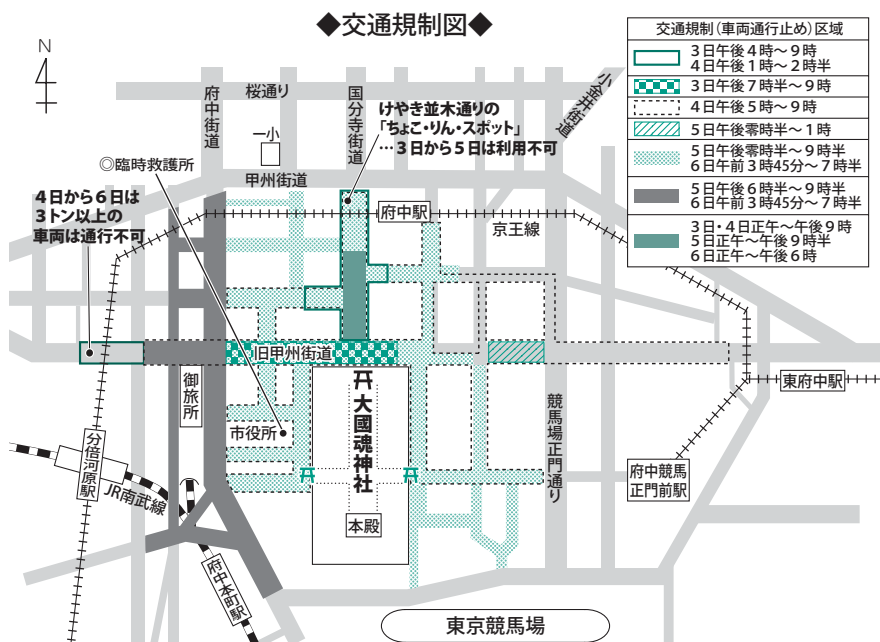 ◆交通規制図◆
交通規制（車両通行止め）区域
3日午後4時～9時
4日午後1時～2時半
3日午後7時半～9時
4日午後5時～9時
5日午後零時半～1時
5日午後零時半～9時半
6日午前3時45分～7時半
5日午後6時半～9時半
6日午前3時45分～7時半
3日・4日正午～午後9時
5日正午～午後9時半
6日正午～午後6時
N
府中街道
桜通り
国分寺街道
小金井街道
けやき並木通りの
「ちょこ・りん・スポット」
…3日から5日は利用不可
一小
◎臨時救護所
甲州街道
4日から6日は
3トン以上の
車両は通行不可
府中駅
京王線
旧甲州街道
東府中駅
御旅所
大國魂神社
競馬場正門通り
市役所
分倍河原駅
JR南武線
本殿
府中競馬
正門前駅
府中本町駅
東京競馬場